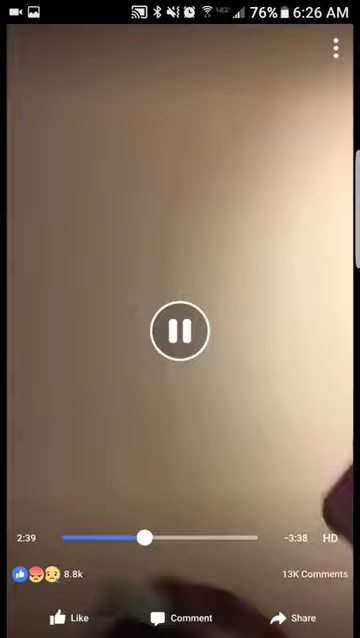 76% 6:26 AM
2:39 -3:38 HD
8.8k 13K Comments
Like Comment Share